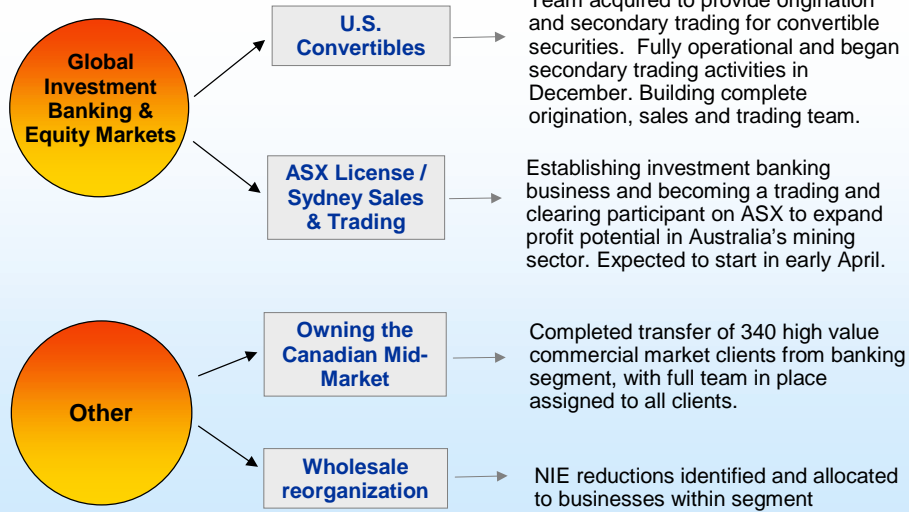 Global
Investment
Banking &
Equity Markets
U.S.
Convertibles
Team acquired to provide origination
and secondary trading for convertible
securities.  Fully operational and began
secondary trading activities in
December. Building complete
origination, sales and trading team.
ASX License /
Sydney Sales
& Trading
Establishing investment banking
business and becoming a trading and
clearing participant on ASX to expand
profit potential in Australia's mining
sector. Expected to start in early April.
Other
Owning the
Canadian Mid-
Market
Completed transfer of 340 high value
commercial market clients from banking
segment, with full team in place
assigned to all clients.
Wholesale
reorganization
NIE reductions identified and allocated
to businesses within segment